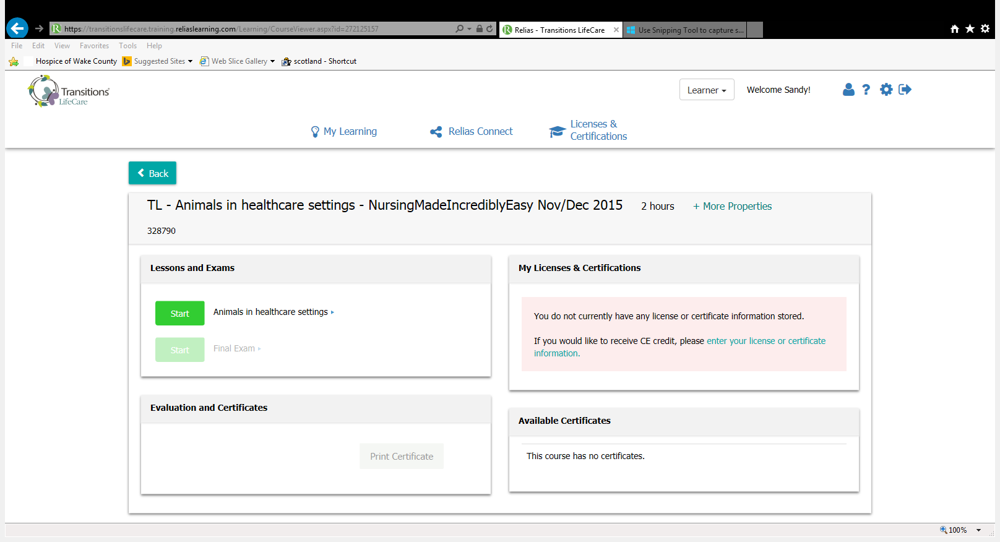 https://transitionslifecare.training.reliaslearning.com/Learning/CourseViewer.aspx?id=272125157
Relias - Transitions LifeCare
Use Snipping Tool to capture s...
File Edit View Favorites Tools Help
Hospice of Wake County Suggested Sites Web Slice Gallery scotland - Shortcut
Transitions
LifeCare
Learner
Welcome Sandy!
My Learning
Relias Connect
Licenses &
Certifications
Back
TL - Animals in healthcare settings - NursingMadeIncrediblyEasy Nov/Dec 2015 2 hours + More Properties
328790
Lessons and Exams
Start Animals in healthcare settings
Start Final Exam
Evaluation and Certificates
Print Certificate
My Licenses & Certifications
You do not currently have any license or certificate information stored.
If you would like to receive CE credit, please enter your license or certificate
information.
Available Certificates
This course has no certificates.
100%